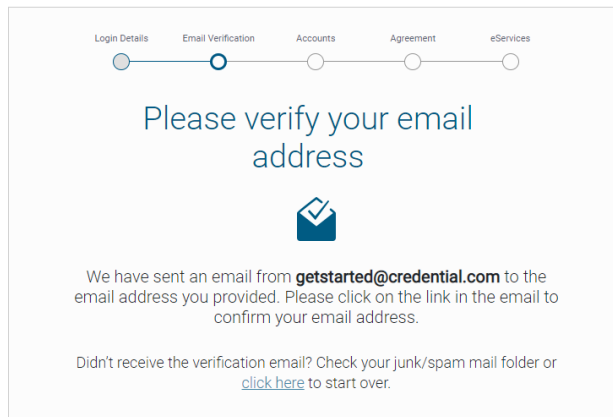 Login Details Email Verification Accounts Agreement eServices
Please verify your email
address
We have sent an email from getstarted@credential.com to the
email address you provided. Please click on the link in the email to
confirm your email address.
Didn't receive the verification email? Check your junk/spam mail folder or
click here to start over.